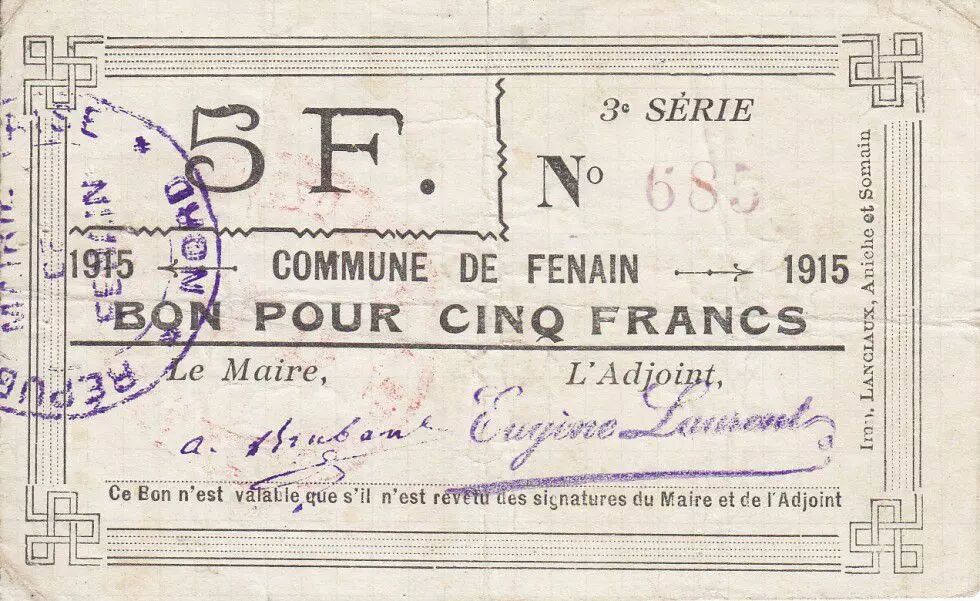 5 F.
3e SÉRIE
No 685
1915 COMMUNE DE FENAIN 1915
BON POUR CINQ FRANCS
Le Maire, L'Adjoint,
a. Brabant Eugène Laurent
Ce Bon n'est valable que s'il n'est revêtu des signatures du Maire et de l'Adjoint
Imp. LANCIAUX, Aniche et Somain
NORD